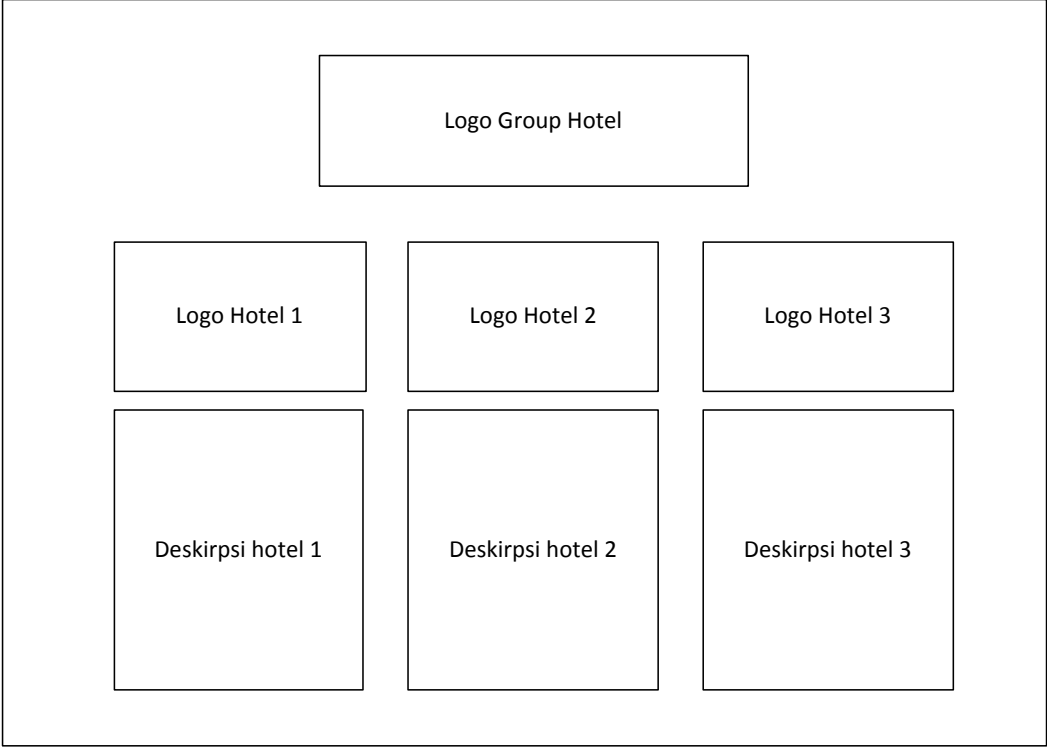 Logo Group Hotel
Logo Hotel 1
Logo Hotel 2
Logo Hotel 3
Deskirpsi hotel 1
Deskirpsi hotel 2
Deskirpsi hotel 3